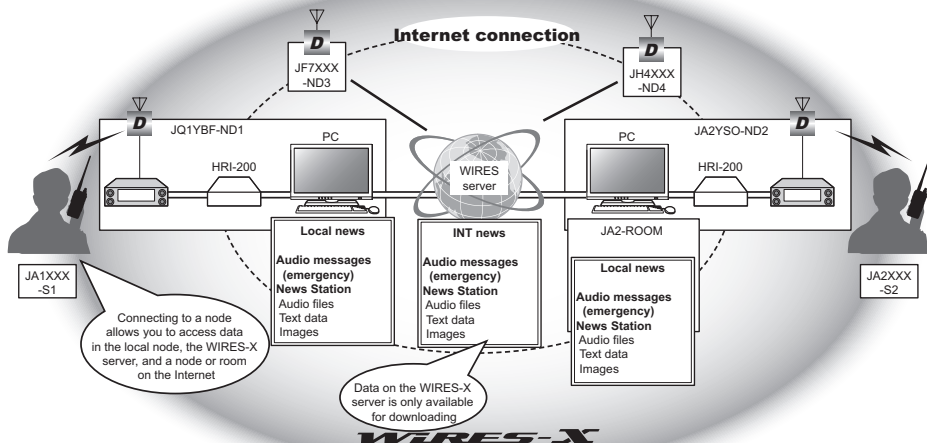 Internet connection
D
JF7XXX
-ND3
D
JH4XXX
-ND4
D
JQ1YBF-ND1
PC
HRI-200
WIRES
server
PC
JA2YSO-ND2
D
HRI-200
JA1XXX
-S1
Local news
Audio messages
(emergency)
News Station
Audio files
Text data
Images
INT news
Audio messages
(emergency)
News Station
Audio files
Text data
Images
JA2-ROOM
Local news
Audio messages
(emergency)
News Station
Audio files
Text data
Images
JA2XXX
-S2
Connecting to a node
allows you to access data
in the local node, the WIRES-X
server, and a node or room
on the Internet
Data on the WIRES-X
server is only available
for downloading
WiRES-X